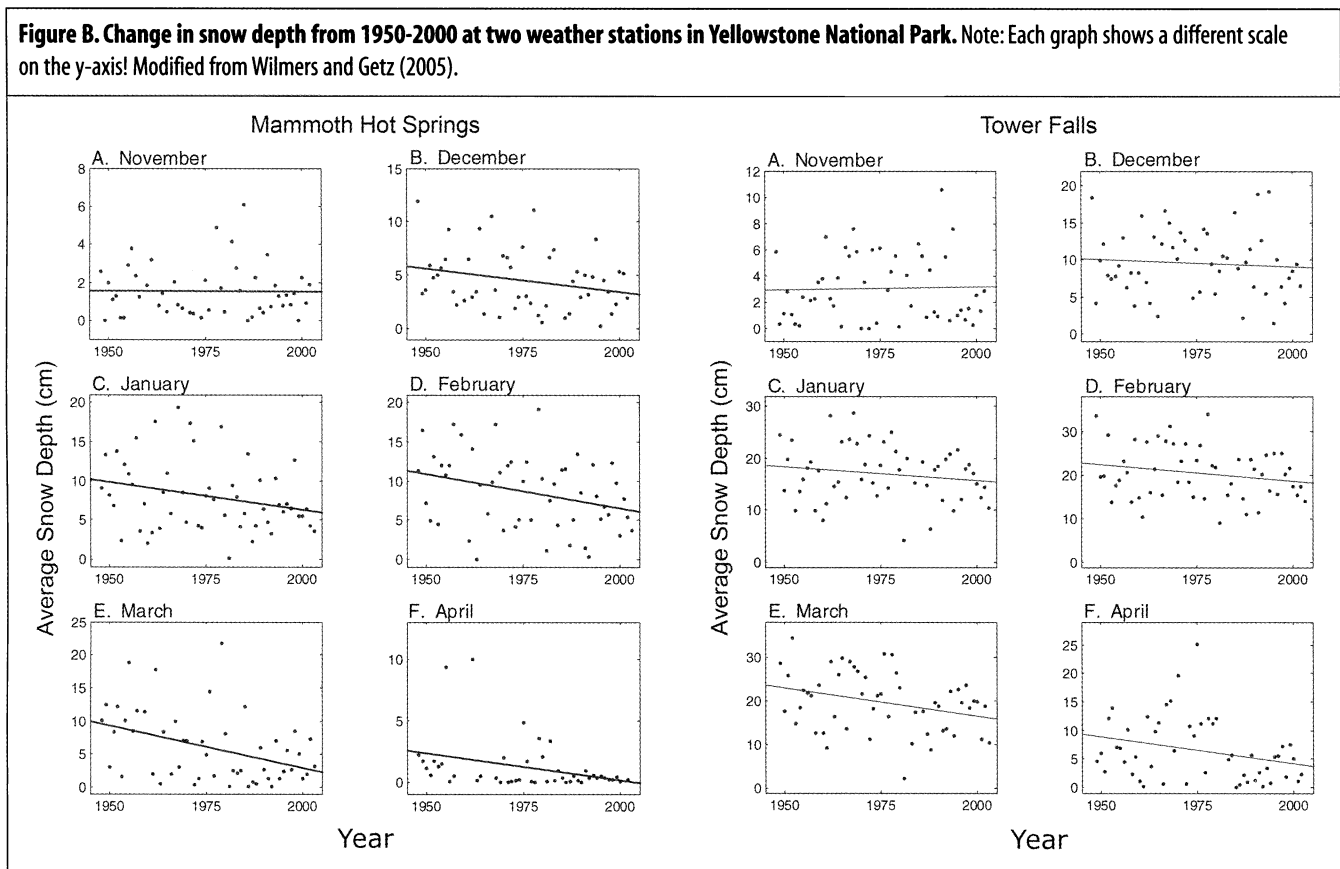 Figure B. Change in snow depth from 1950-2000 at two weather stations in Yellowstone National Park. Note: Each graph shows a different scale
on the y-axis! Modified from Wilmers and Getz (2005).
Mammoth Hot Springs
Average Snow Depth (cm)
A. November
8
6
4
2
0
1950 1975 2000
B. December
15
10
5
0
1950 1975 2000
C. January
20
15
10
5
0
1950 1975 2000
D. February
20
15
10
5
0
1950 1975 2000
E. March
25
20
15
10
5
0
1950 1975 2000
F. April
10
5
0
1950 1975 2000
Year
Tower Falls
Average Snow Depth (cm)
A. November
12
10
8
6
4
2
0
1950 1975 2000
B. December
20
15
10
5
0
1950 1975 2000
C. January
30
20
10
0
1950 1975 2000
D. February
30
20
10
0
1950 1975 2000
E. March
30
20
10
0
1950 1975 2000
F. April
25
20
15
10
5
0
1950 1975 2000
Year